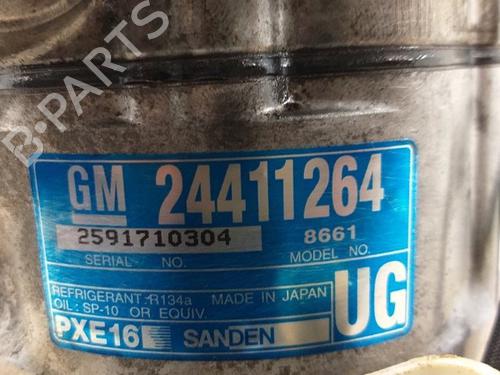 B-PARTS
GM 24411264
2591710304 8661
SERIAL NO. MODEL NO.
REFRIGERANT: R134a MADE IN JAPAN
OIL: SP-10 OR EQUIV.
PXE16 SANDEN UG